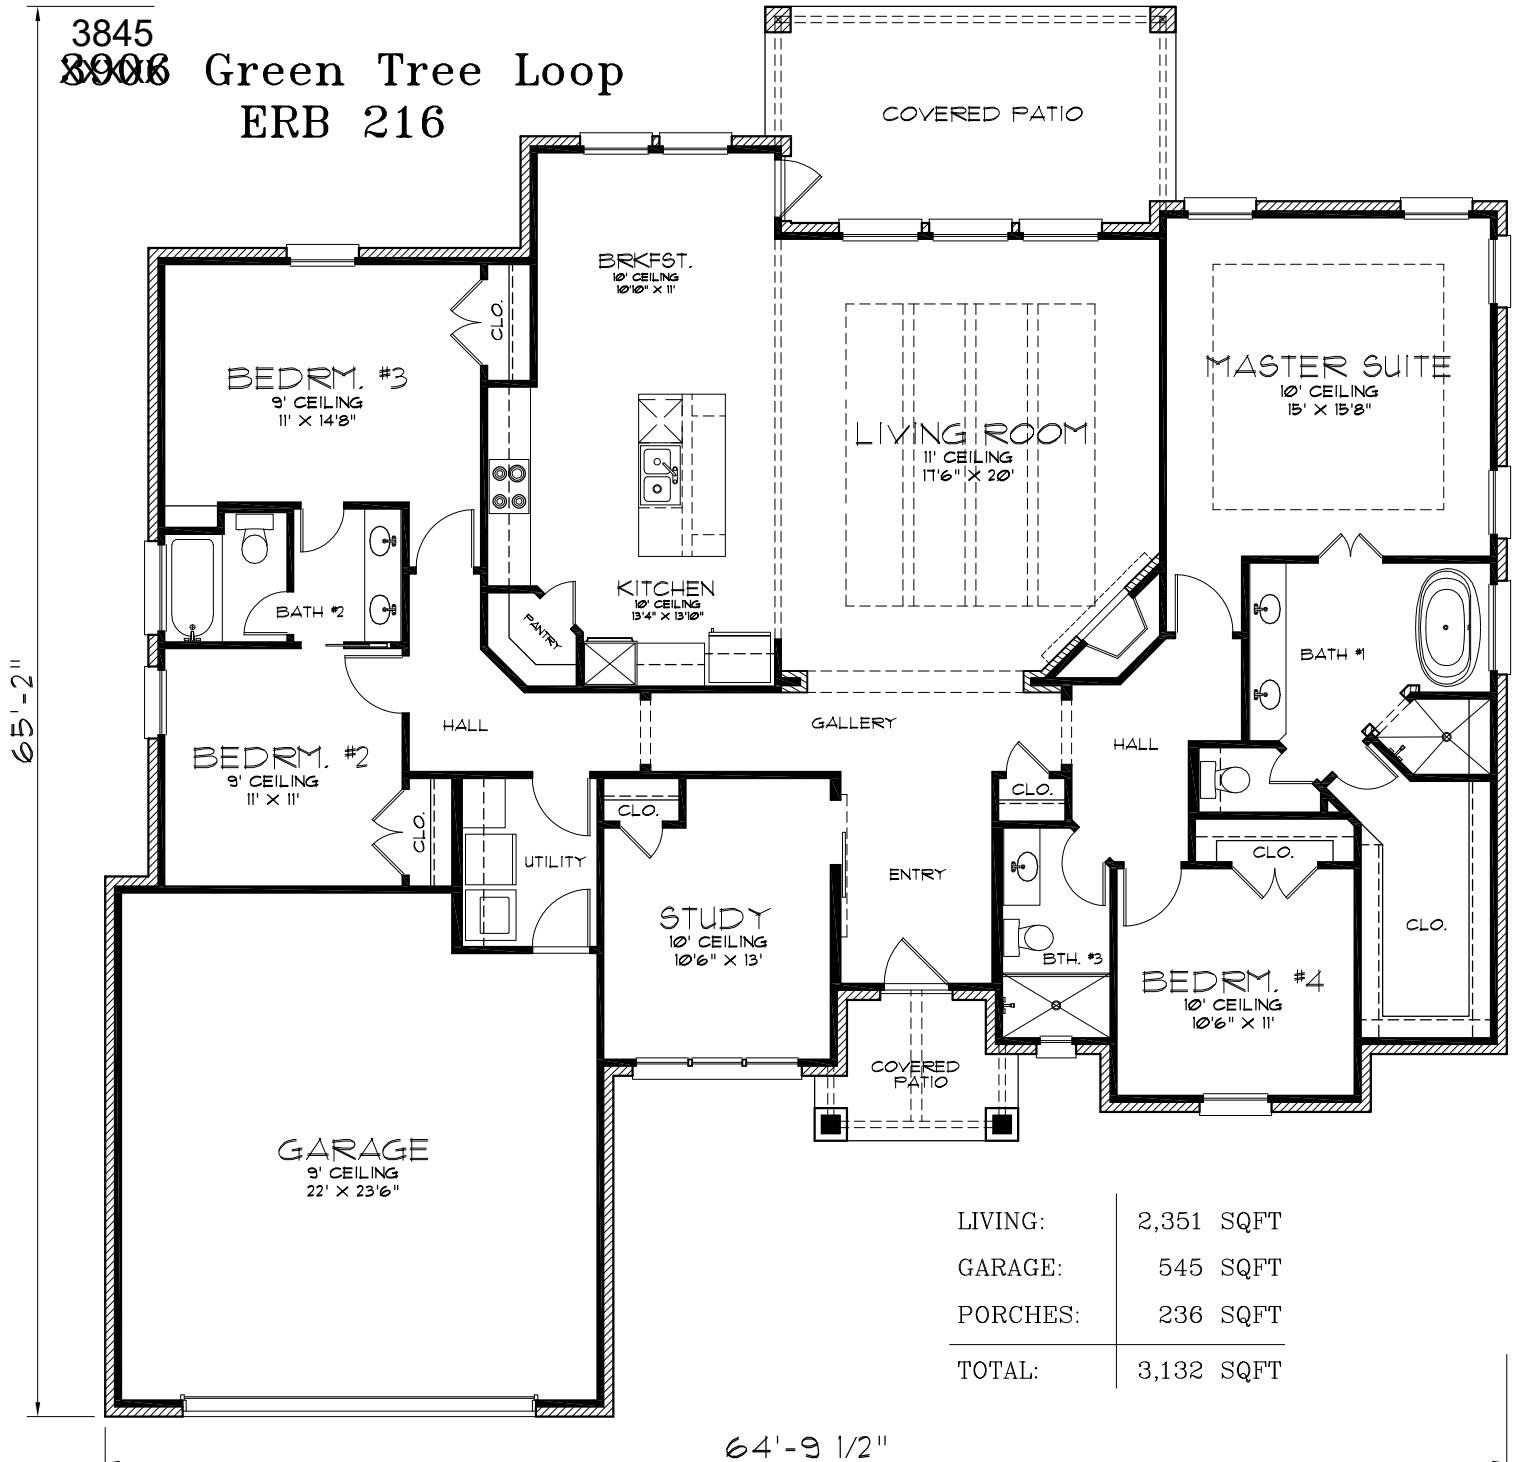 3845
3906 Green Tree Loop
ERB 216
COVERED PATIO
BRKFST.
10' CEILING
10'10" X 11'
CLO.
BEDRM. #3
9' CEILING
11' X 14'8"
MASTER SUITE
10' CEILING
15' X 15'8"
LIVING ROOM
11' CEILING
17'6" X 20'
KITCHEN
10' CEILING
13'4" X 13'10"
PANTRY
BATH #2
BATH #1
65'-2"
HALL
GALLERY
HALL
BEDRM. #2
9' CEILING
11' X 11'
CLO.
CLO.
CLO.
UTILITY
CLO.
ENTRY
STUDY
10' CEILING
10'6" X 13'
CLO.
BTH. #3
BEDRM. #4
10' CEILING
10'6" X 11'
COVERED
PATIO
GARAGE
9' CEILING
22' X 23'6"
LIVING: 2,351 SQFT
GARAGE: 545 SQFT
PORCHES: 236 SQFT
TOTAL: 3,132 SQFT
64'-9 1/2"